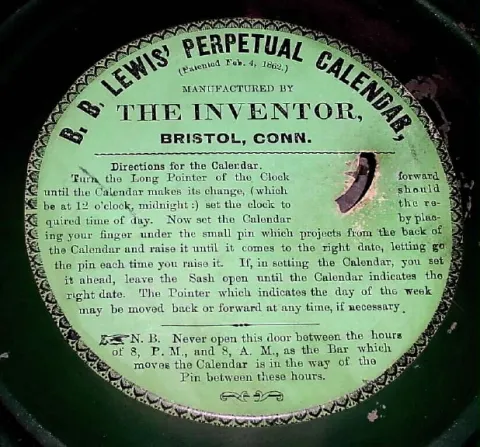 B. B. LEWIS' PERPETUAL CALENDAR,
(Patented Feb. 4, 1862.)
MANUFACTURED BY
THE INVENTOR,
BRISTOL, CONN.
Directions for the Calendar.
Turn the Long Pointer of the Clock forward
until the Calendar makes its change, (which should
be at 12 o'clock, midnight:) set the clock to the re-
quired time of day. Now set the Calendar by plac-
ing your finger under the small pin which projects from the back of
the Calendar and raise it until it comes to the right date, letting go
the pin each time you raise it. If, in setting the Calendar, you set
it ahead, leave the Sash open until the Calendar indicates the
right date. The Pointer which indicates the day of the week
may be moved back or forward at any time, if necessary.
N. B. Never open this door between the hours
of 8, P. M., and 8, A. M., as the Bar which
moves the Calendar is in the way of the
Pin between these hours.